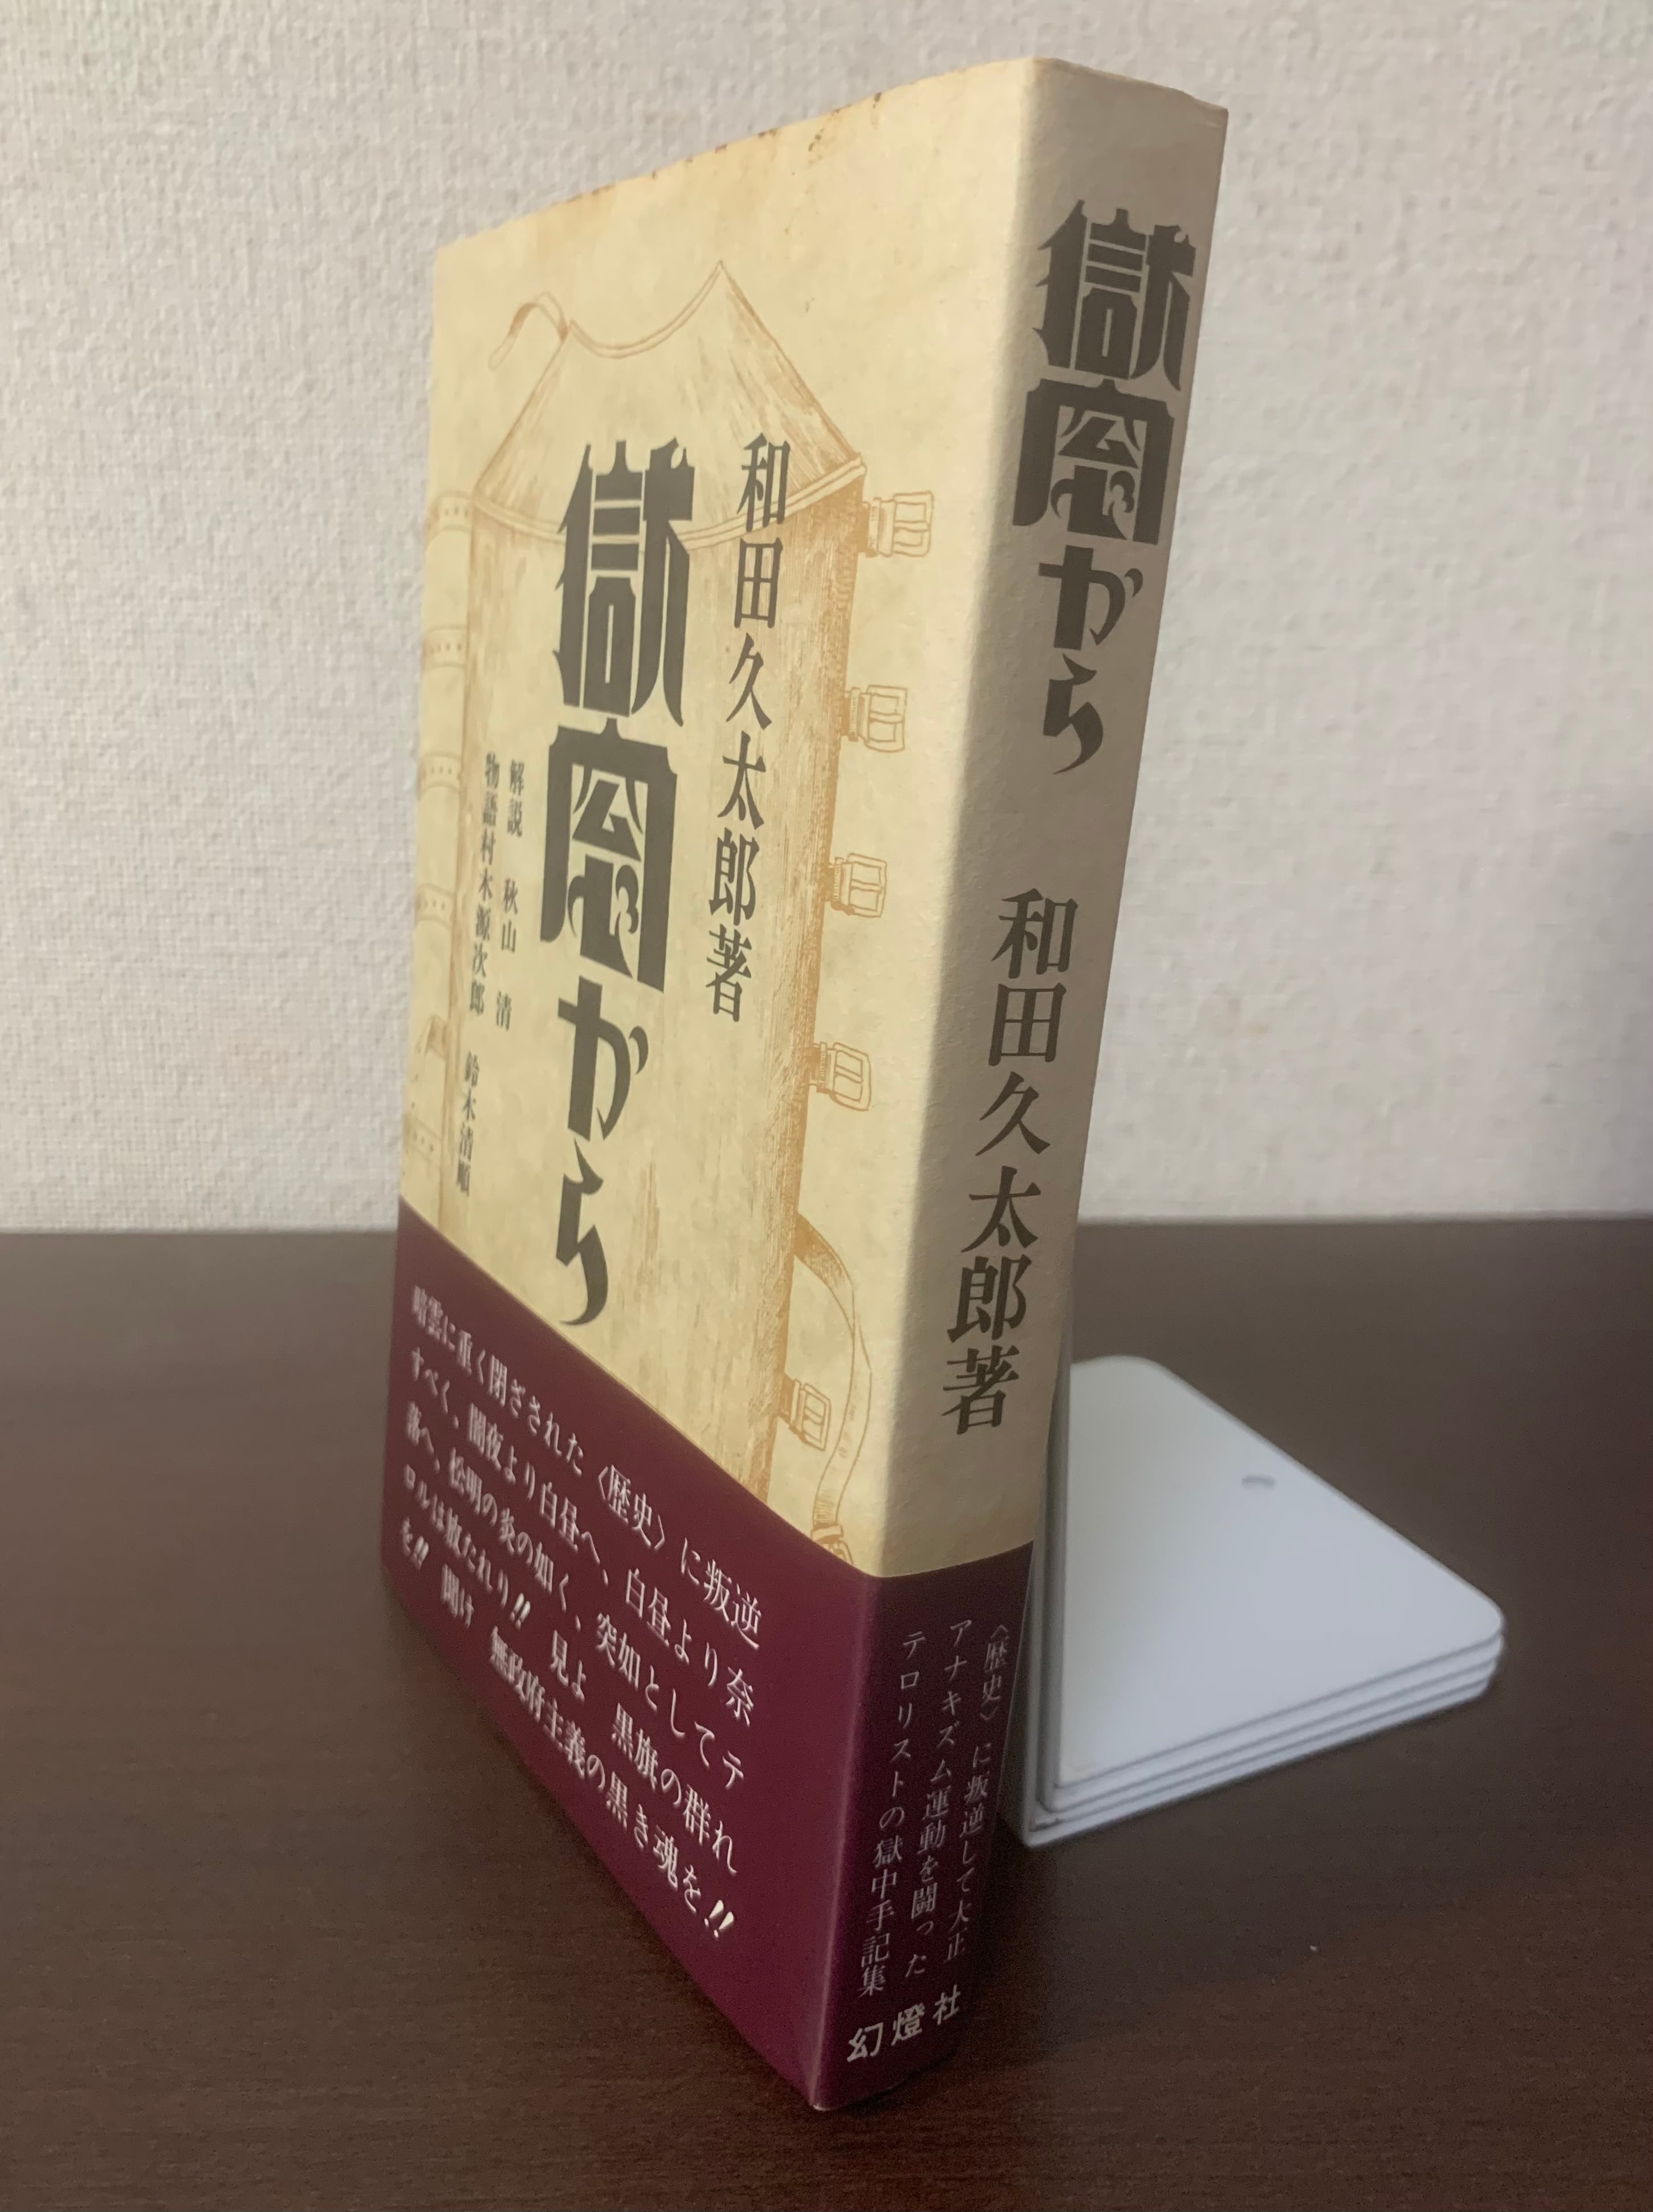 和田久太郎著
獄窓から
解説 秋山 清
物語村木源次郎 鈴木清順
暗雲に重く閉ざされた〈歴史〉に叛逆
すべく、闇夜より白昼へ、白昼より奈
落へ、松明の炎の如く、突如としてテ
ロルは放たれり!! 見よ 黒旗の群れ
を!! 聞け 無政府主義の黒き魂を!!
獄窓から 和田久太郎著
〈歴史〉に叛逆して大正
アナキズム運動を闘った
テロリストの獄中手記集
幻燈社